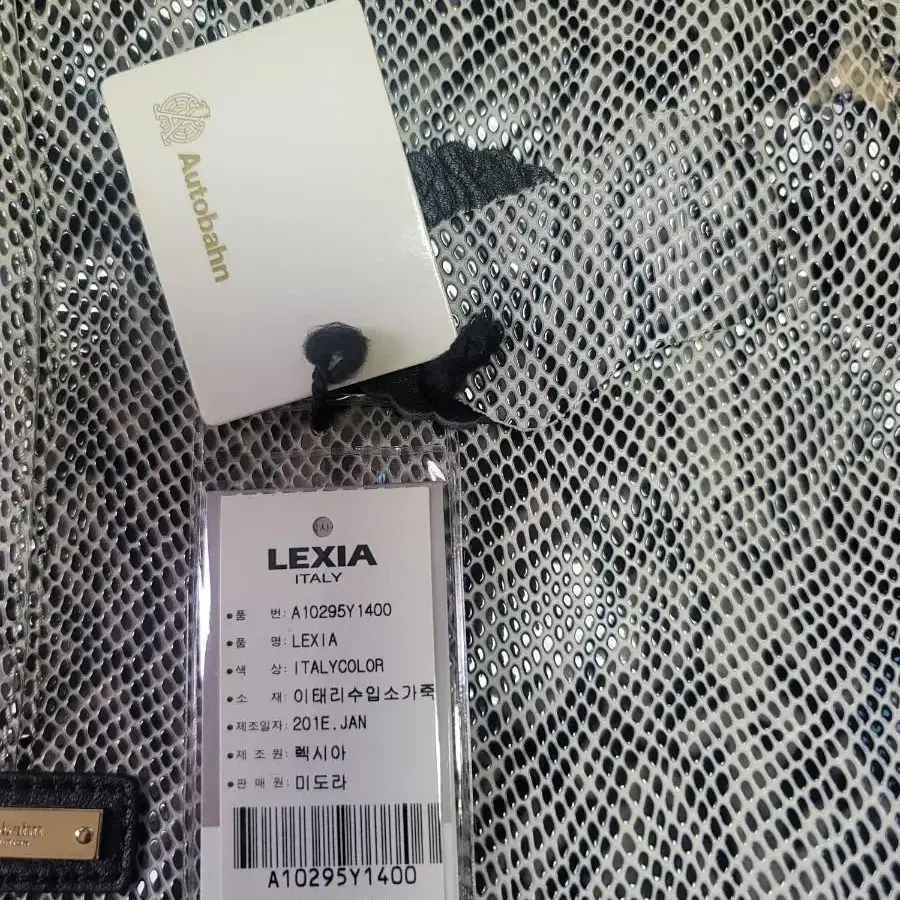 Autobahn
LEXIA
ITALY
•품 번: A10295Y1400
•품 명: LEXIA
•색 상: ITALYCOLOR
•소 재: 이태리수입소가죽
•제조일자: 201E.JAN
•제 조 원: 렉시아
•판 매 원: 미도라
A10295Y1400